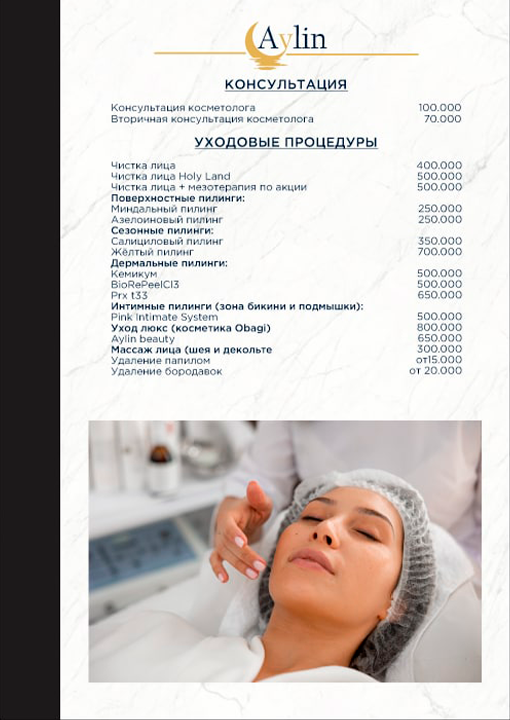 Aylin
КОНСУЛЬТАЦИЯ
Консультация косметолога 100.000
Вторичная консультация косметолога 70.000
УХОДОВЫЕ ПРОЦЕДУРЫ
Чистка лица 400.000
Чистка лица Holy Land 500.000
Чистка лица + мезотерапия по акции 500.000
Поверхностные пилинги:
Миндальный пилинг 250.000
Азелоиновый пилинг 250.000
Сезонные пилинги:
Салициловый пилинг 350.000
Жёлтый пилинг 700.000
Дермальные пилинги:
Кемикум 500.000
BioRePeelCl3 500.000
Prx t33 650.000
Интимные пилинги (зона бикини и подмышки):
Pink Intimate System 500.000
Уход люкс (косметика Obagi) 800.000
Aylin beauty 650.000
Массаж лица (шея и декольте 300.000
Удаление папилом от15.000
Удаление бородавок от 20.000